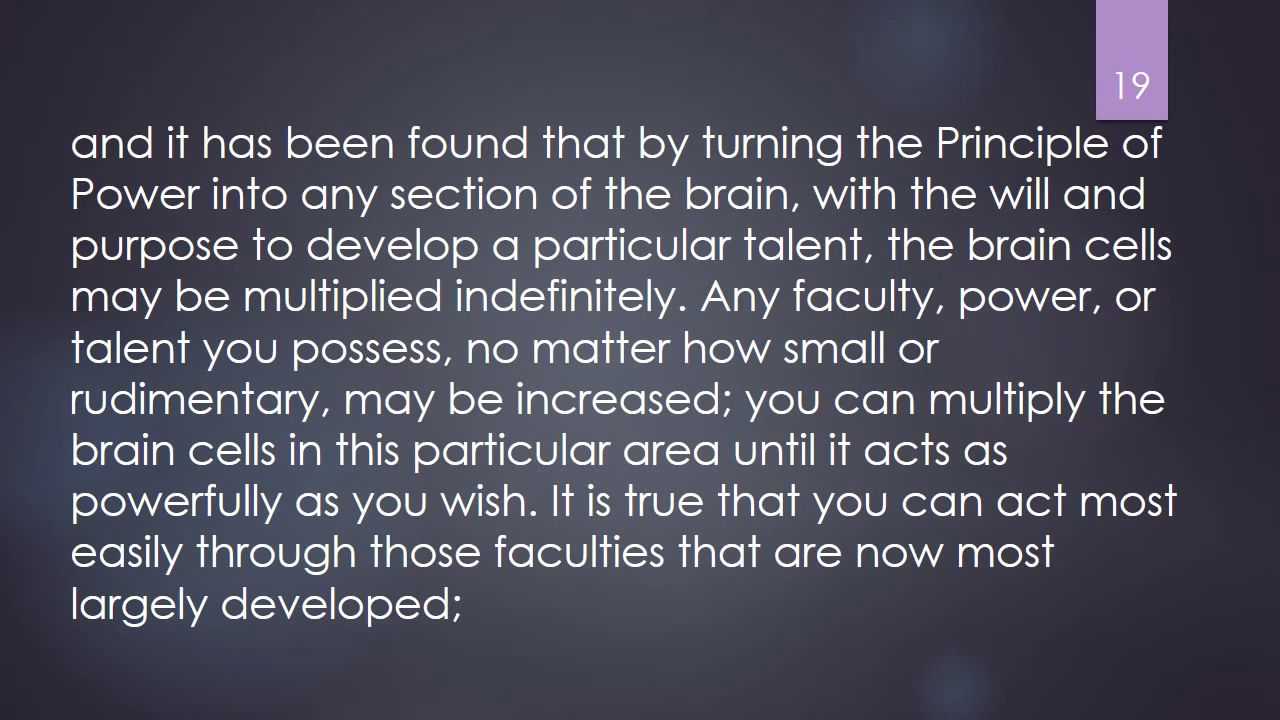 19
and it has been found that by turning the Principle of
Power into any section of the brain, with the will and
purpose to develop a particular talent, the brain cells
may be multiplied indefinitely. Any faculty, power, or
talent you possess, no matter how small or
rudimentary, may be increased; you can multiply the
brain cells in this particular area until it acts as
powerfully as you wish. It is true that you can act most
easily through those faculties that are now most
largely developed;